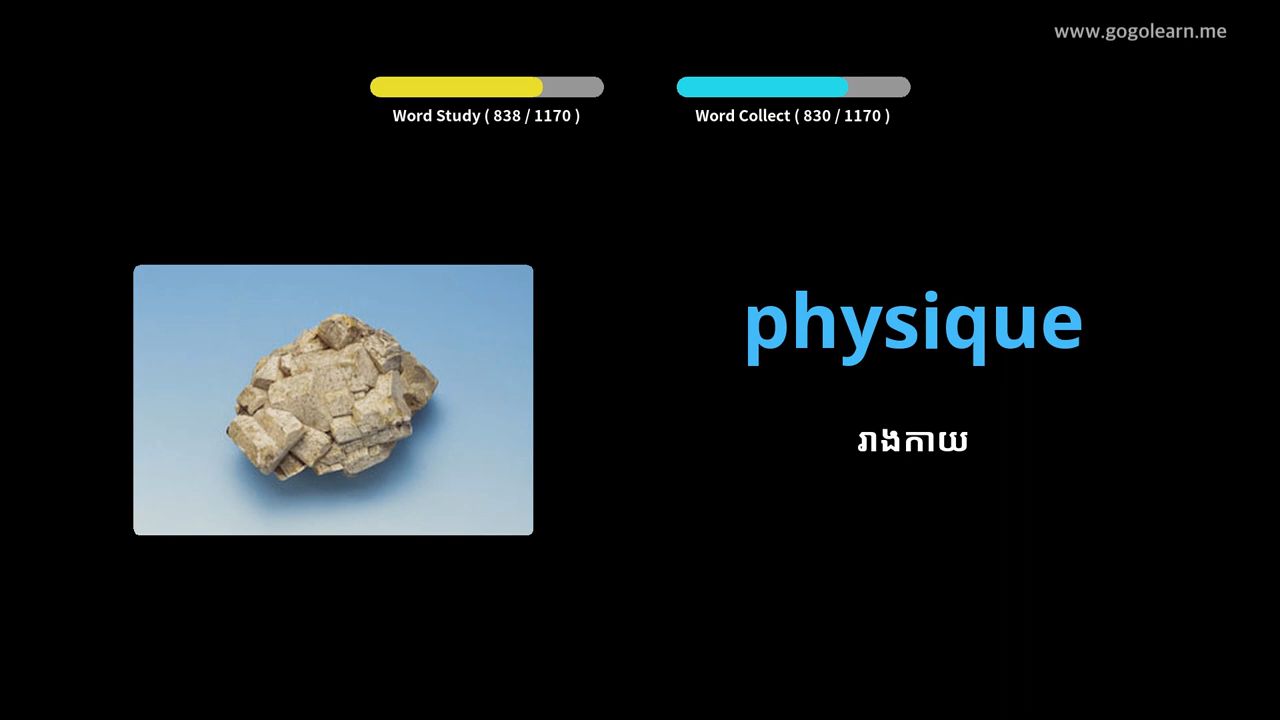 www.gogolearn.me
Word Study ( 838 / 1170 )
Word Collect ( 830 / 1170 )
physique
រាងកាយ